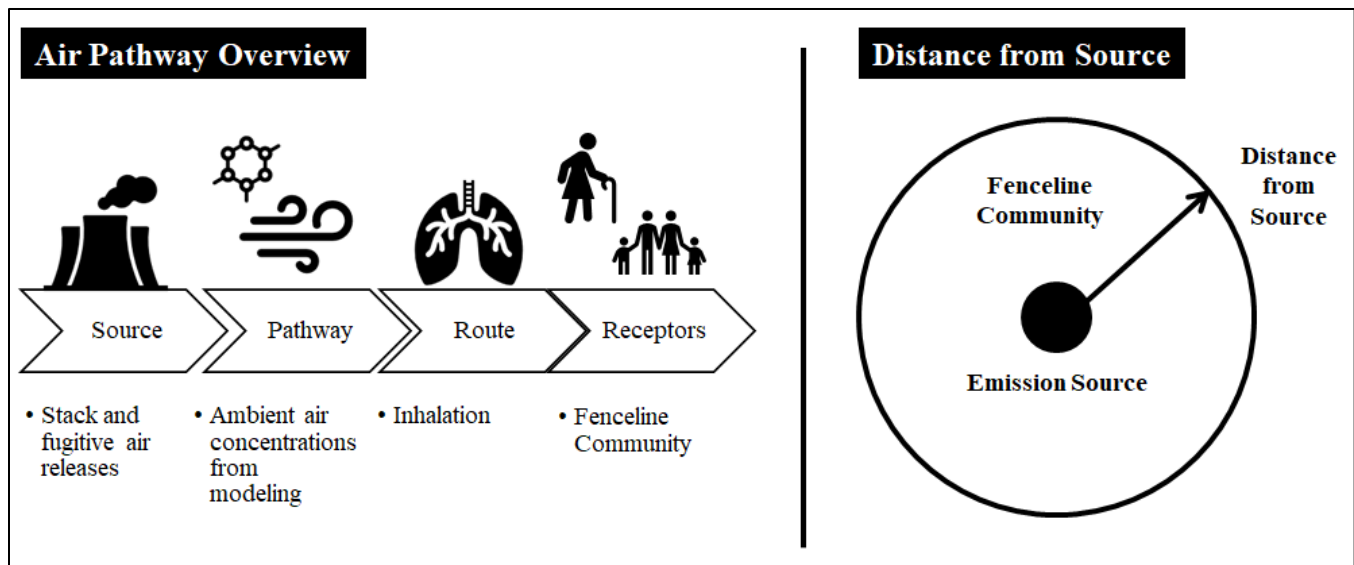 Air Pathway Overview
Source
Pathway
Route
Receptors
• Stack and
fugitive air
releases
• Ambient air
concentrations
from
modeling
• Inhalation
• Fenceline
Community
Distance from Source
Fenceline
Community
Distance
from
Source
Emission Source